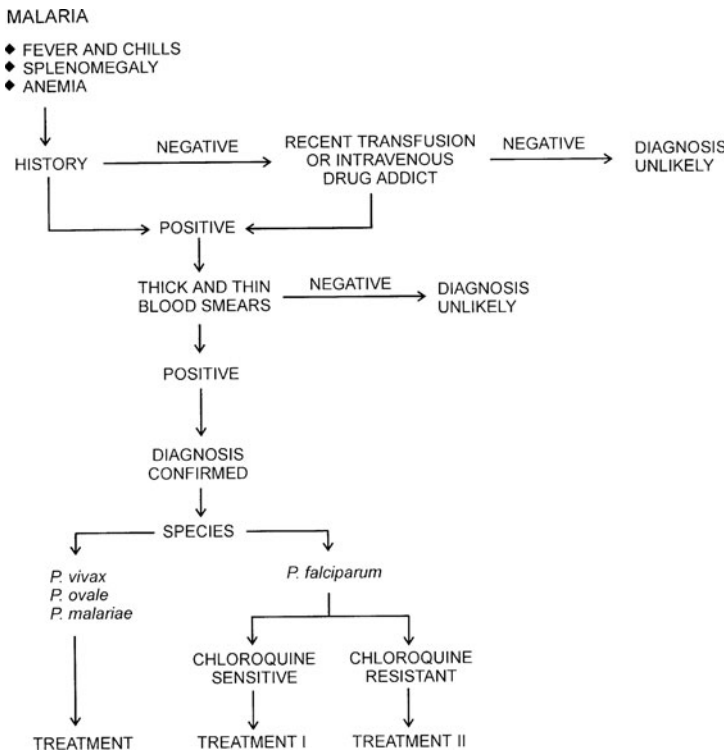 MALARIA
◆ FEVER AND CHILLS
◆ SPLENOMEGALY
◆ ANEMIA
HISTORY
NEGATIVE
RECENT TRANSFUSION
OR INTRAVENOUS
DRUG ADDICT
NEGATIVE
DIAGNOSIS
UNLIKELY
POSITIVE
THICK AND THIN
BLOOD SMEARS
NEGATIVE
DIAGNOSIS
UNLIKELY
POSITIVE
DIAGNOSIS
CONFIRMED
SPECIES
P. vivax
P. ovale
P. malariae
P. falciparum
CHLOROQUINE
SENSITIVE
CHLOROQUINE
RESISTANT
TREATMENT
TREATMENT I
TREATMENT II